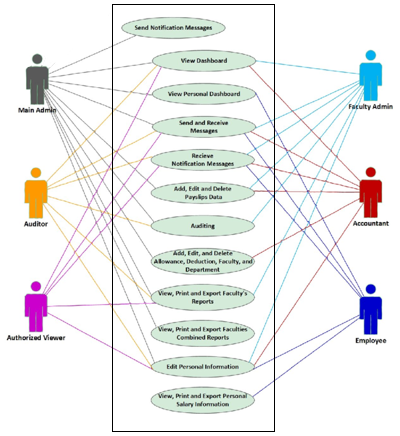 Send Notification Messages
View Dashboard
Main Admin
Faculty Admin
View Personal Dashboard
Send and Receive
Messages
Recieve
Notification Messages
Add, Edit and Delete
Payslips Data
Auditor
Accountant
Auditing
Add, Edit, and Delete
Allowance, Deduction, Faculty, and
Department
View, Print and Export Faculty's
Reports
Authorized Viewer
Employee
View, Print and Export Faculties
Combined Reports
Edit Personal Information
View, Print and Export Personal
Salary Information